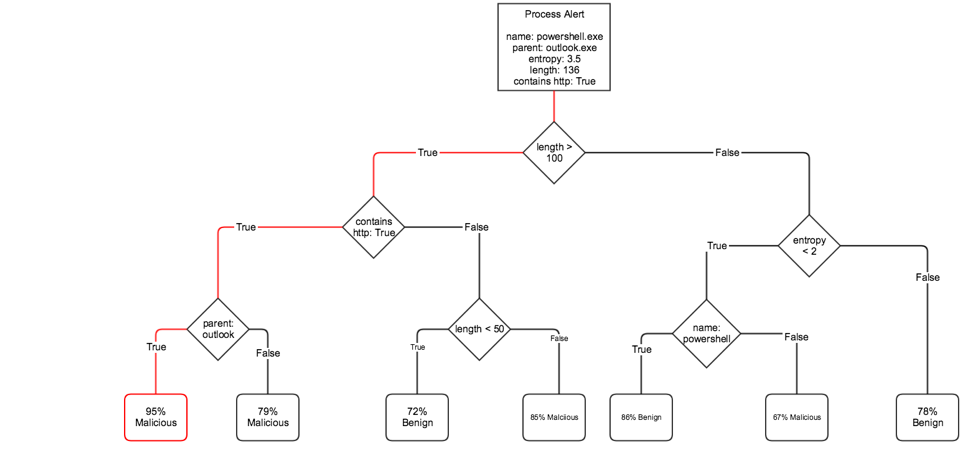 Process Alert
name: powershell.exe
parent: outlook.exe
entropy: 3.5
length: 136
contains http: True
length >
100
True
False
contains
http: True
True
False
entropy
< 2
True
False
parent:
outlook
True
False
length < 50
True
False
name:
powershell
True
False
95%
Malicious
79%
Malicious
72%
Benign
85% Malciious
86% Benign
67% Malicious
78%
Benign